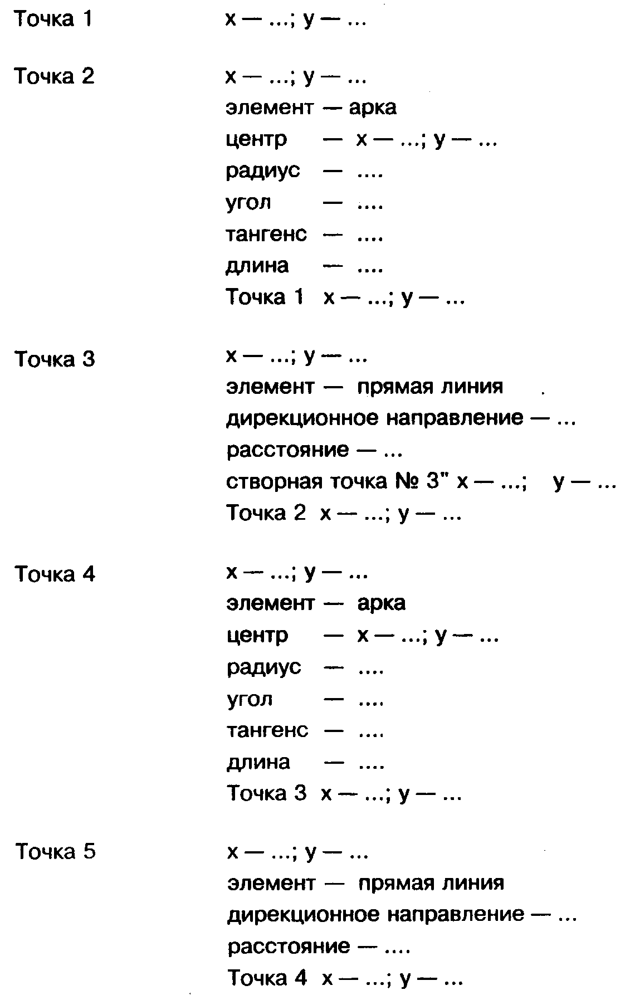 Точка 1 x — ...; y — ...
Точка 2 x — ...; y — ...
элемент — арка
центр — x — ...; y — ...
радиус — ....
угол — ....
тангенс — ....
длина — ....
Точка 1 x — ...; y — ...
Точка 3 x — ...; y — ...
элемент — прямая линия
дирекционное направление — ...
расстояние — ...
створная точка № 3" x — ...; y — ...
Точка 2 x — ...; y — ...
Точка 4 x — ...; y — ...
элемент — арка
центр — x — ...; y — ...
радиус — ....
угол — ....
тангенс — ....
длина — ....
Точка 3 x — ...; y — ...
Точка 5 x — ...; y — ...
элемент — прямая линия
дирекционное направление — ...
расстояние — ....
Точка 4 x — ...; y — ...